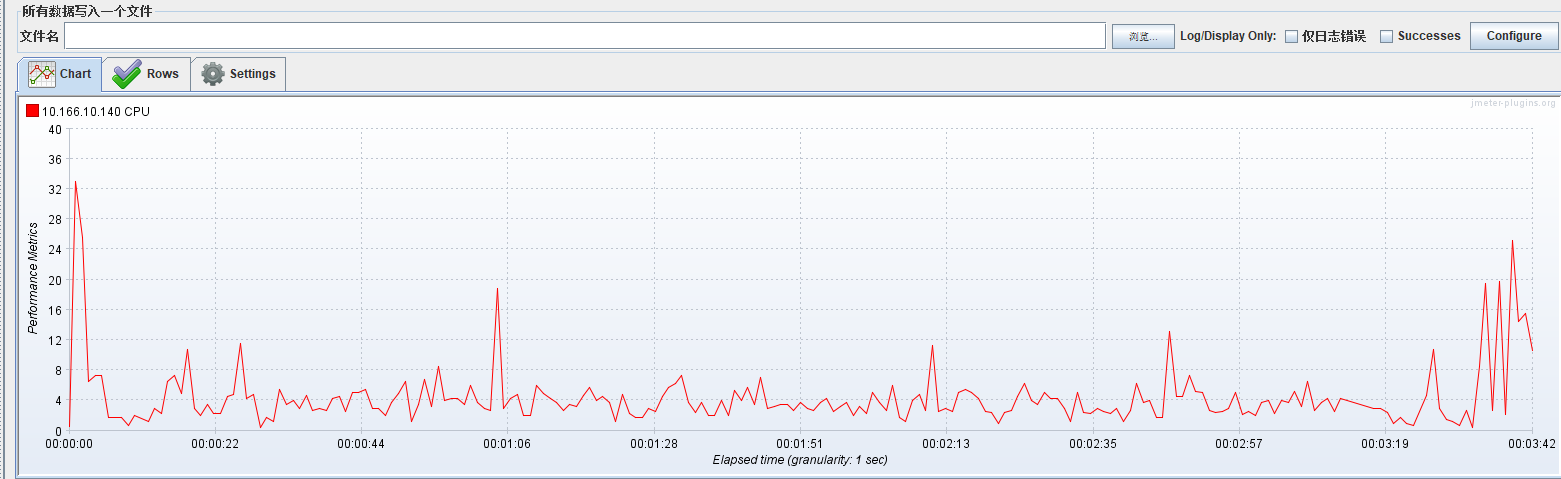 所有数据写入一个文件
文件名 浏览... Log/Display Only: 仅日志错误 Successes Configure
Chart Rows Settings
jmeter-plugins.org
10.166.10.140 CPU
40
36
32
28
24
20
16
12
8
4
0
Performance Metrics
00:00:00 00:00:22 00:00:44 00:01:06 00:01:28 00:01:51 00:02:13 00:02:35 00:02:57 00:03:19 00:03:42
Elapsed time (granularity: 1 sec)